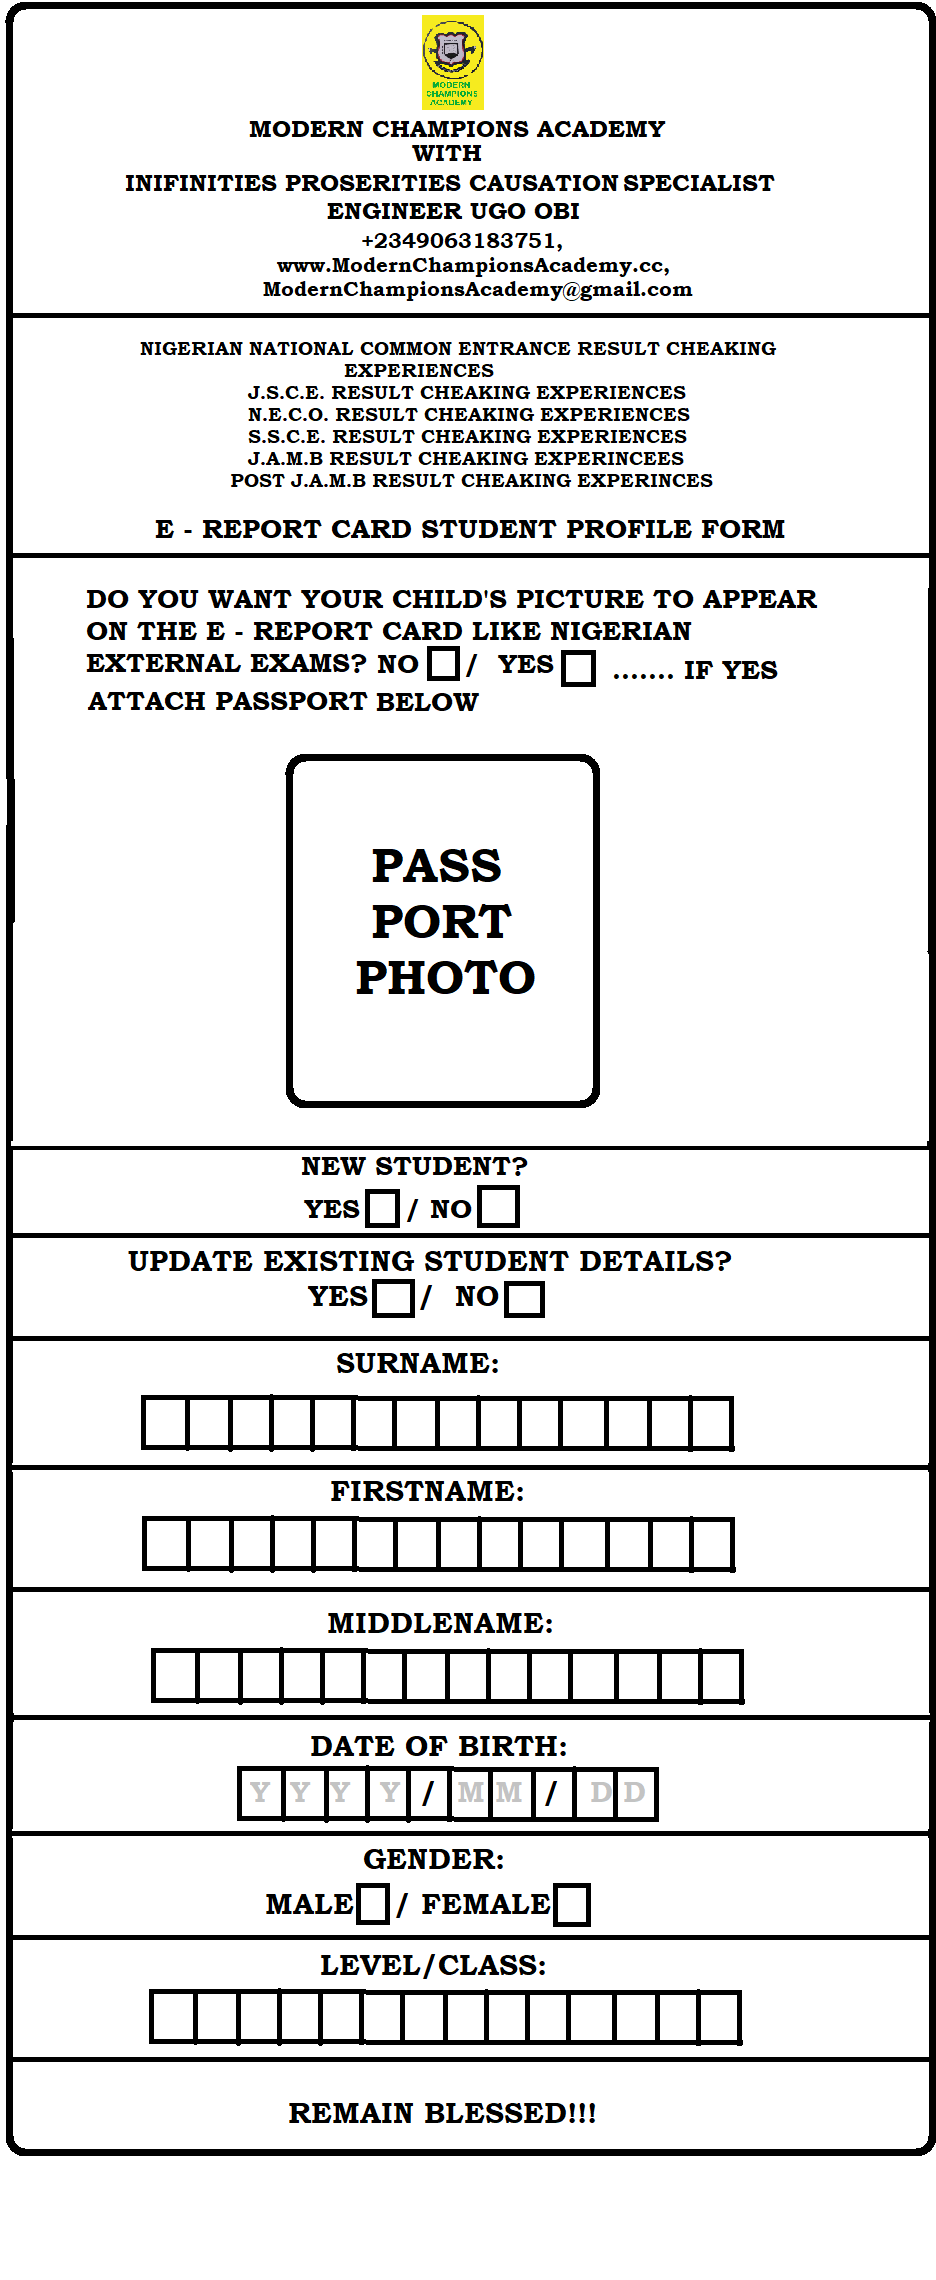 MODERN
CHAMPIONS
ACADEMY
MODERN CHAMPIONS ACADEMY
WITH
INIFINITIES PROSERITIES CAUSATION SPECIALIST
ENGINEER UGO OBI
+2349063183751,
www.ModernChampionsAcademy.cc,
ModernChampionsAcademy@gmail.com
NIGERIAN NATIONAL COMMON ENTRANCE RESULT CHEAKING
EXPERIENCES
J.S.C.E. RESULT CHEAKING EXPERIENCES
N.E.C.O. RESULT CHEAKING EXPERIENCES
S.S.C.E. RESULT CHEAKING EXPERIENCES
J.A.M.B RESULT CHEAKING EXPERINCEES
POST J.A.M.B RESULT CHEAKING EXPERINCES
E - REPORT CARD STUDENT PROFILE FORM
DO YOU WANT YOUR CHILD'S PICTURE TO APPEAR
ON THE E - REPORT CARD LIKE NIGERIAN
EXTERNAL EXAMS? NO / YES ....... IF YES
ATTACH PASSPORT BELOW
PASS
PORT
PHOTO
NEW STUDENT?
YES / NO
UPDATE EXISTING STUDENT DETAILS?
YES / NO
SURNAME:
FIRSTNAME:
MIDDLENAME:
DATE OF BIRTH:
Y Y Y Y / M M / D D
GENDER:
MALE / FEMALE
LEVEL/CLASS:
REMAIN BLESSED!!!